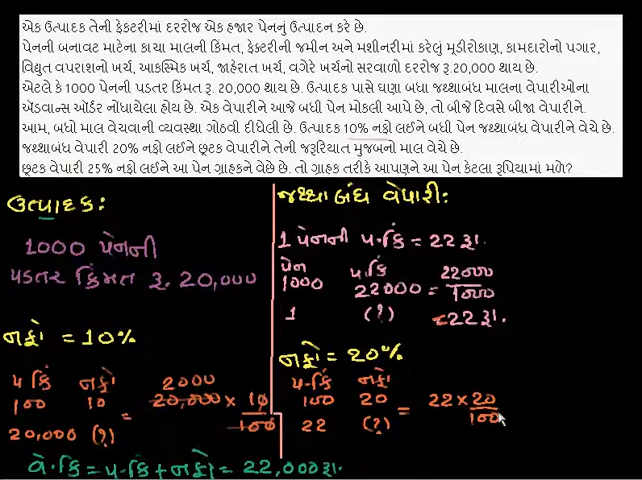 એક ઉત્પાદક તેની ફેક્ટરીમાં દરરોજ એક હજાર પેનનું ઉત્પાદન કરે છે.
પેનની બનાવટ માટેના કાચા માલની કિંમત, ફેક્ટરીની જમીન અને મશીનરીમાં કરેલું મૂડીરોકાણ, કામદારોનો પગાર,
વિદ્યુત વપરાશનો ખર્ચ, આકસ્મિક ખર્ચ, જાહેરાત ખર્ચ, વગેરે ખર્ચનો સરવાળો દરરોજ રૂ.20,000 થાય છે.
એટલે કે 1000 પેનની પડતર કિંમત રૂ. 20,000 થાય છે. ઉત્પાદક પાસે ઘણા બધા જથ્થાબંધ માલના વેપારીઓના
ઍડવાન્સ ઑર્ડર નોંધાયેલા હોય છે. એક વેપારીને આજે બધી પેન મોકલી આપે છે, તો બીજે દિવસે બીજા વેપારીને.
આમ, બધો માલ વેચવાની વ્યવસ્થા ગોઠવી દીધેલી છે. ઉત્પાદક 10% નફો લઈને બધી પેન જથ્થાબંધ વેપારીને વેચે છે.
જથ્થાબંધ વેપારી 20% નફો લઈને છૂટક વેપારીને તેની જરૂરિયાત મુજબનો માલ વેચે છે.
છૂટક વેપારી 25% નફો લઈને આ પેન ગ્રાહકને વેછે છે. તો ગ્રાહક તરીકે આપણને આ પેન કેટલા રૂપિયામાં મળે?
ઉત્પાદક:
1000 પેનની
પડતર કિંમત રૂ. 20,000
નફો = 10%
પ કિં નફો 2000
100 10 = 20,000 × 10
100
20,000 (?)
વે.કિં = પ.કિં + નફો = 22,000 રૂા.
જથ્થાબંધ વેપારી:
1 પેનની પ.કિં = 22 રૂા.
પેન પ.કિં 22000
1000 22000 = 1000
1 (?) = 22 રૂા.
નફો = 20%
પ.કિં નફો
100 20 = 22 × 20
100
22 (?)